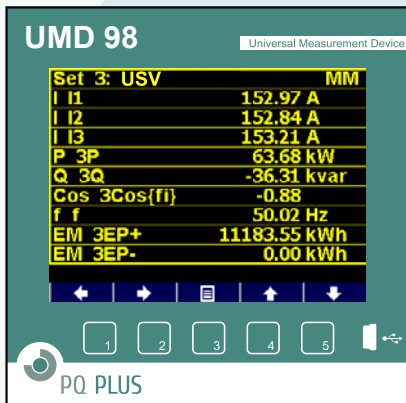 UMD 98
Universal Measurement Device
Set 3: USV MM
I I1 152.97 A
I I2 152.84 A
I I3 153.21 A
P 3P 63.68 kW
Q 3Q -36.31 kvar
Cos 3Cos{fi} -0.88
f f 50.02 Hz
EM 3EP+ 11183.55 kWh
EM 3EP- 0.00 kWh
1 2 3 4 5
PQ PLUS